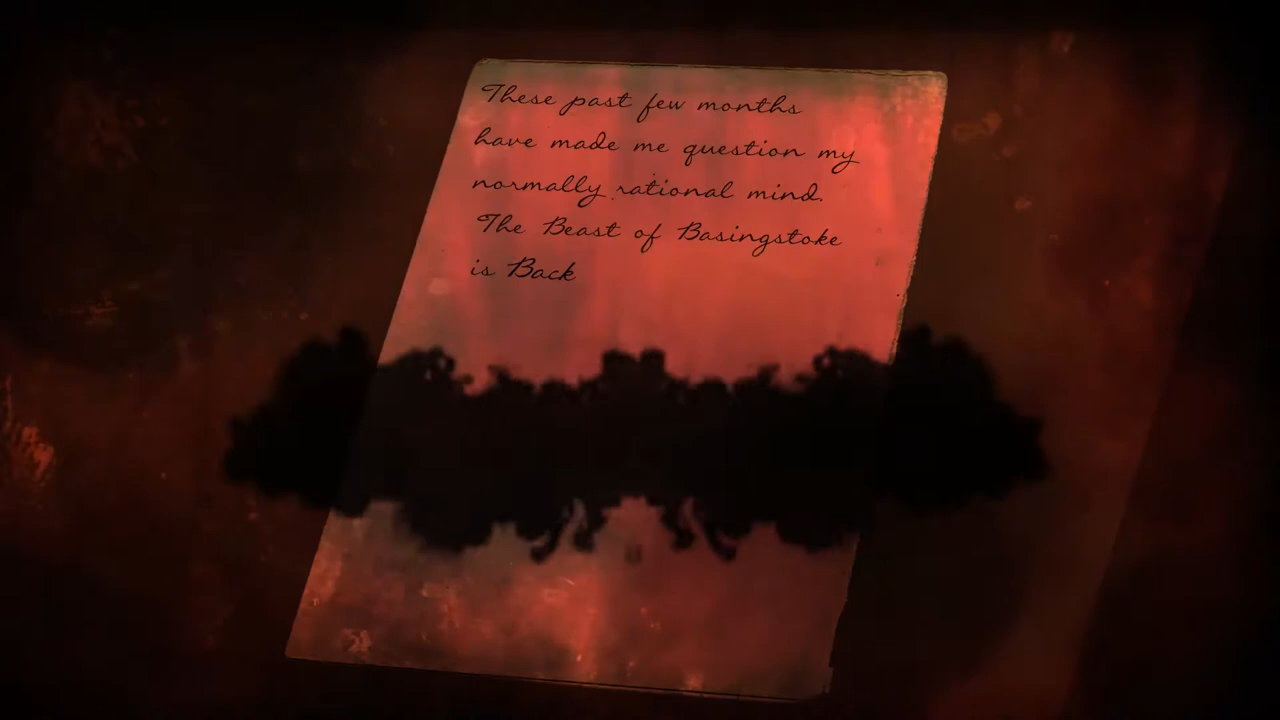 These past few months
have made me question my
normally rational mind.
The Beast of Basingstoke
is Back